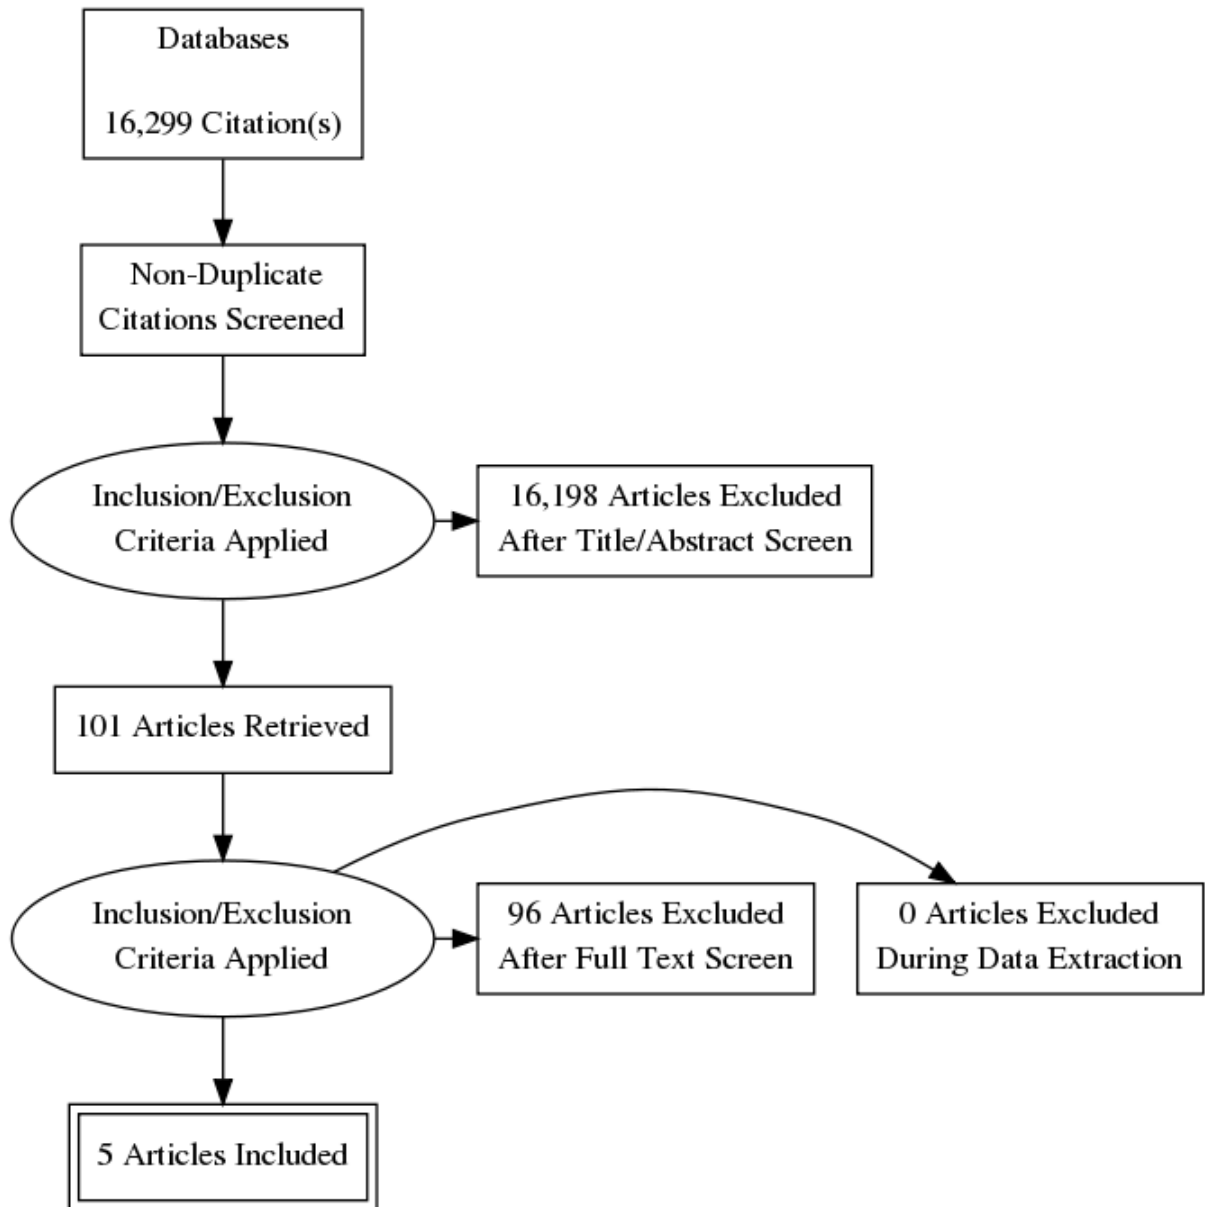 Databases
16,299 Citation(s)
Non-Duplicate
Citations Screened
Inclusion/Exclusion
Criteria Applied
16,198 Articles Excluded
After Title/Abstract Screen
101 Articles Retrieved
Inclusion/Exclusion
Criteria Applied
96 Articles Excluded
After Full Text Screen
0 Articles Excluded
During Data Extraction
5 Articles Included